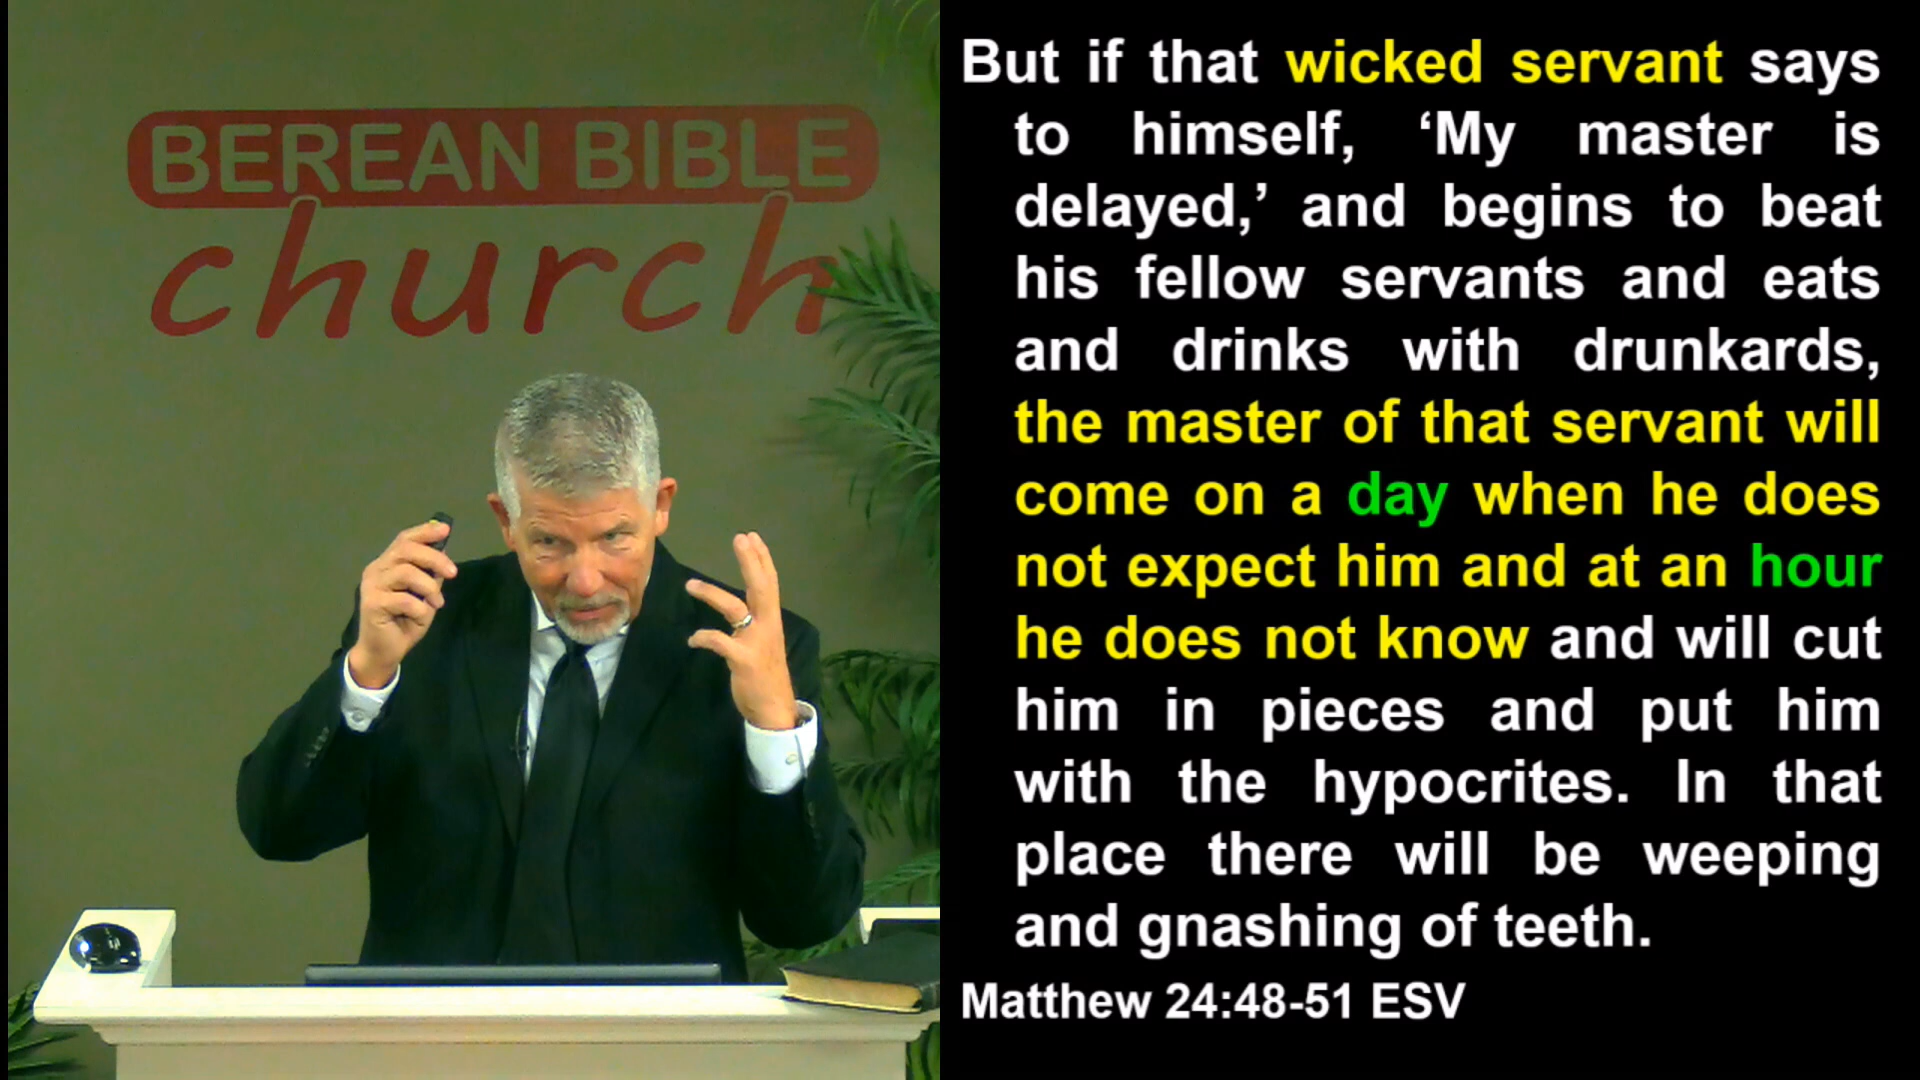 BEREAN BIBLE
church
But if that wicked servant says
to himself, ‘My master is
delayed,’ and begins to beat
his fellow servants and eats
and drinks with drunkards,
the master of that servant will
come on a day when he does
not expect him and at an hour
he does not know and will cut
him in pieces and put him
with the hypocrites. In that
place there will be weeping
and gnashing of teeth.
Matthew 24:48-51 ESV